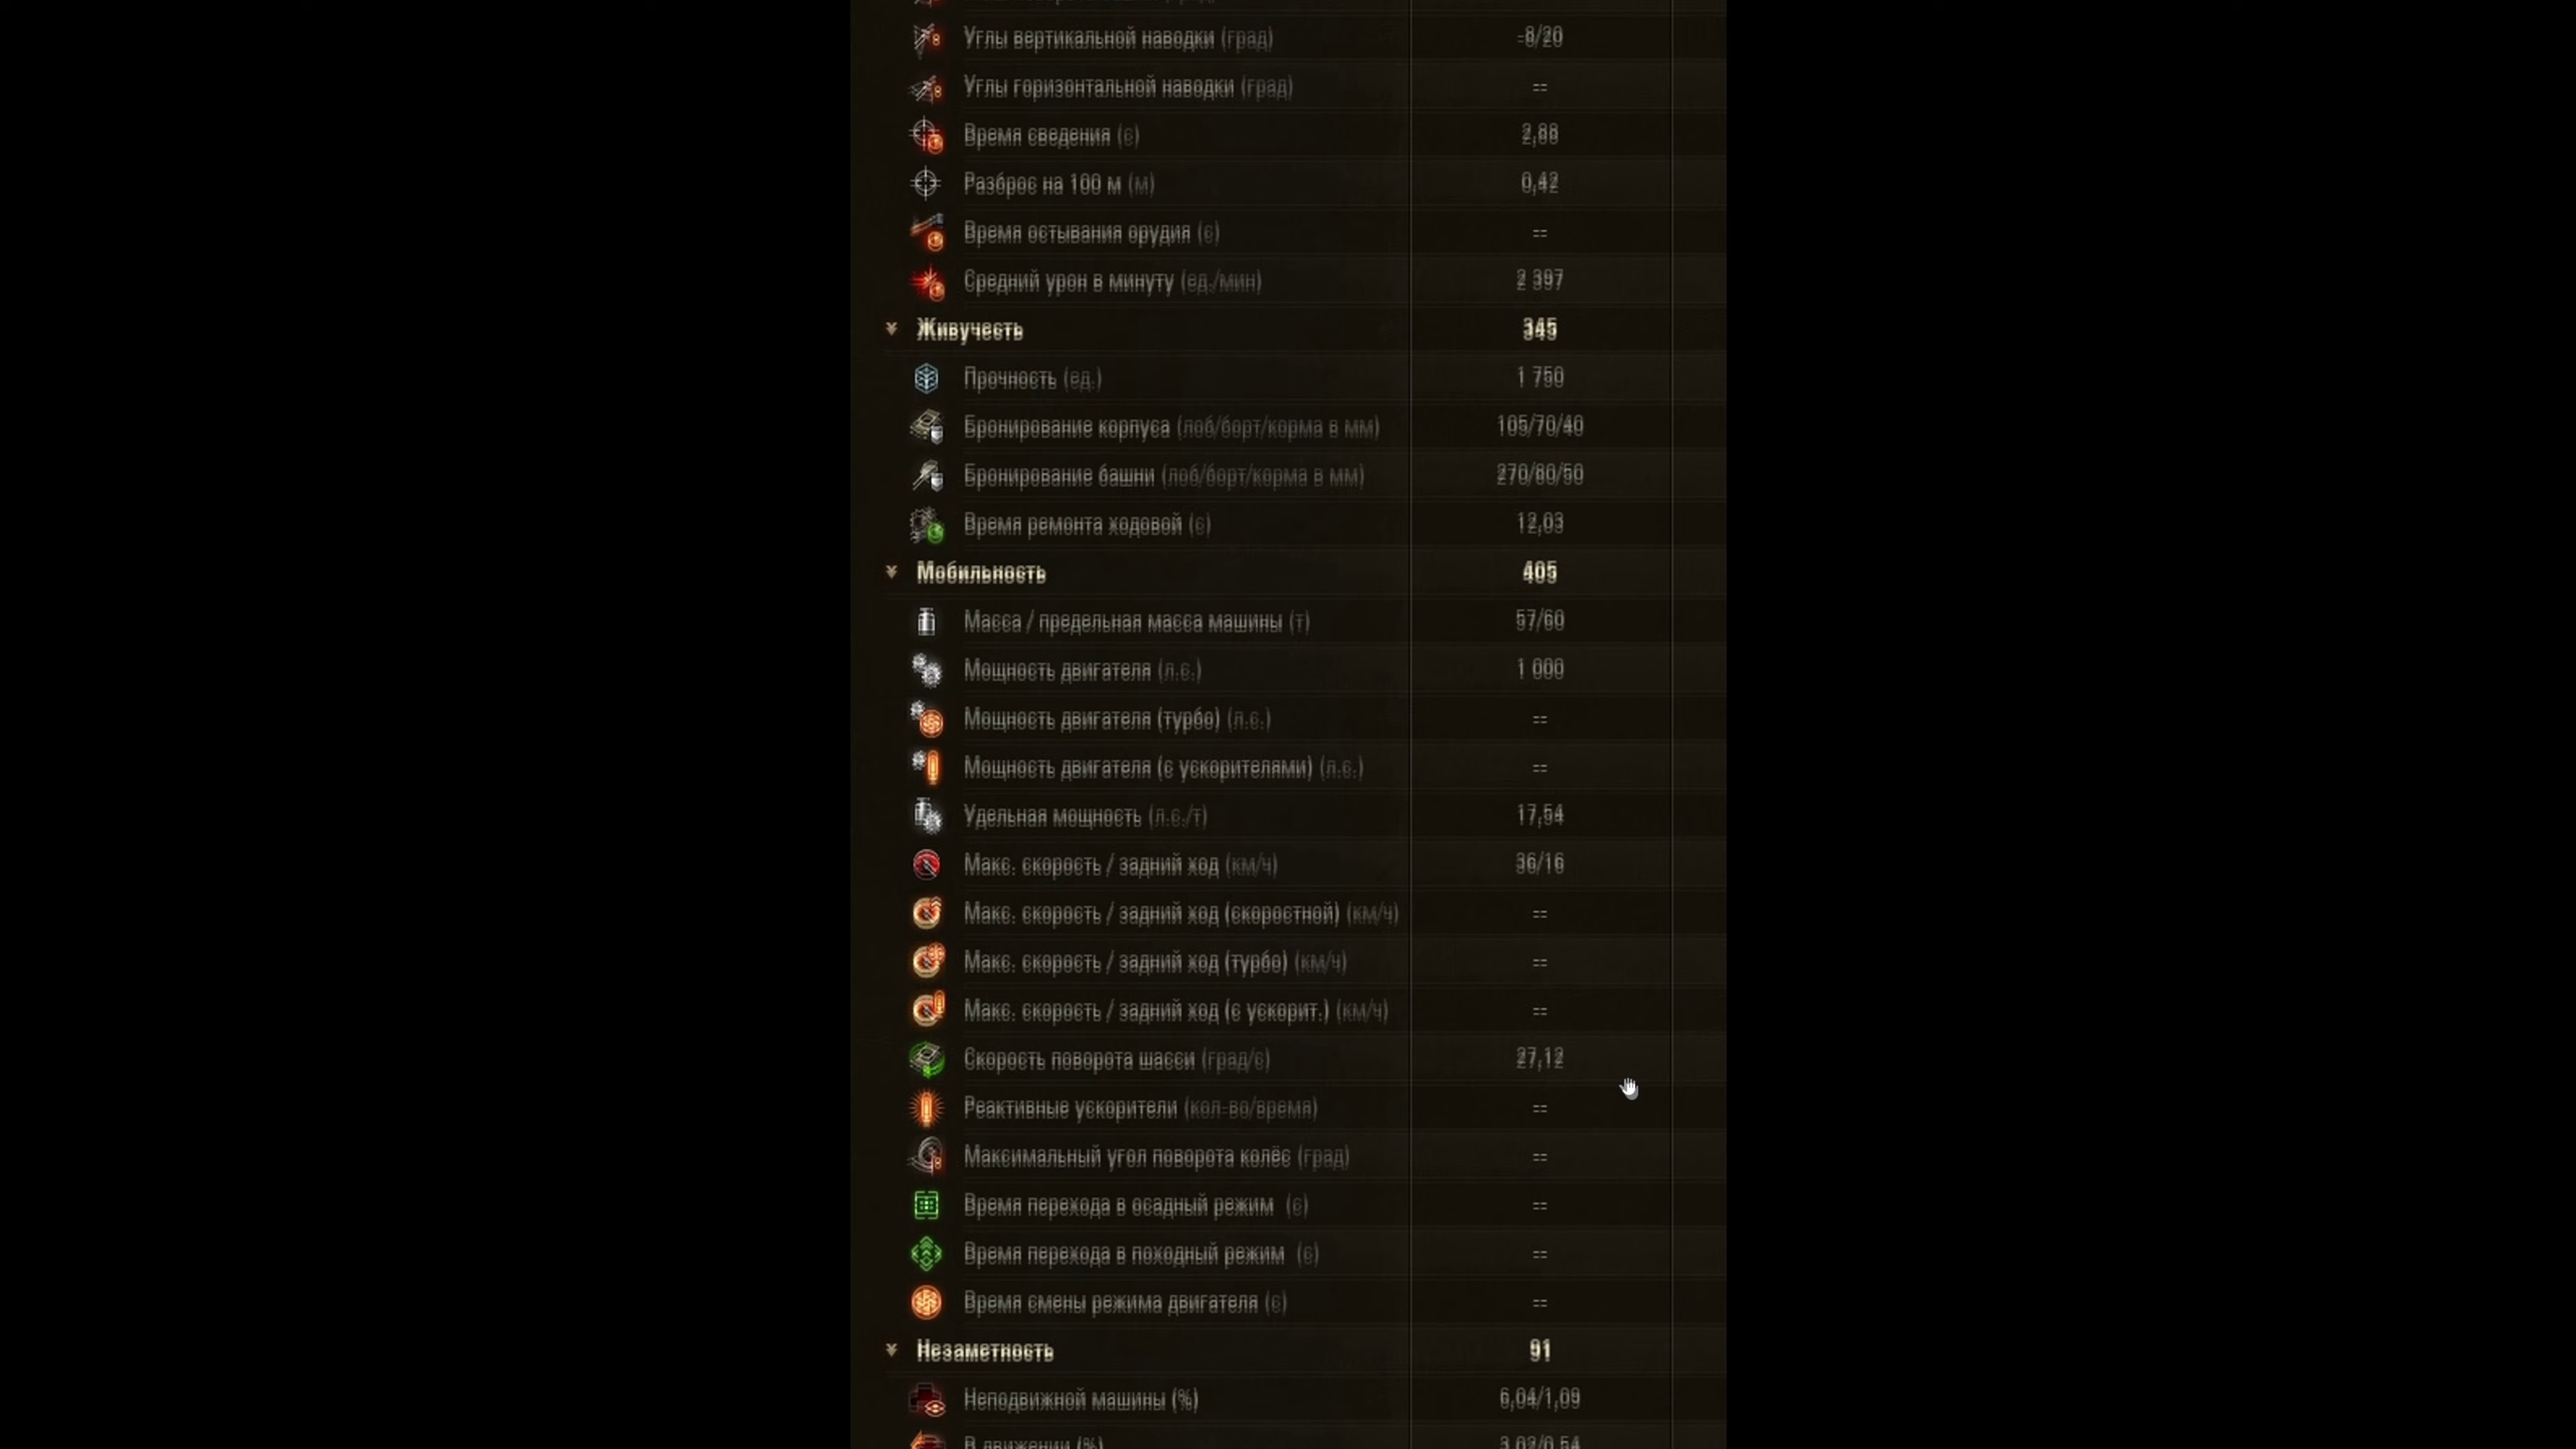 Углы вертикальной наводки (град) -8/20
Углы горизонтальной наводки (град) --
Время сведения (с) 2,88
Разброс на 100 м (м) 0,42
Время остывания орудия (с) --
Средний урон в минуту (ед./мин) 2 397
Живучесть 345
Прочность (ед.) 1 750
Бронирование корпуса (лоб/борт/корма в мм) 105/70/40
Бронирование башни (лоб/борт/корма в мм) 270/80/50
Время ремонта ходовой (с) 12,03
Мобильность 405
Масса / предельная масса машины (т) 57/60
Мощность двигателя (л.с.) 1 000
Мощность двигателя (турбо) (л.с.) --
Мощность двигателя (с ускорителями) (л.с.) --
Удельная мощность (л.с./т) 17,54
Макс. скорость / задний ход (км/ч) 36/16
Макс. скорость / задний ход (скоростной) (км/ч) --
Макс. скорость / задний ход (турбо) (км/ч) --
Макс. скорость / задний ход (с ускорит.) (км/ч) --
Скорость поворота шасси (град/с) 27,12
Реактивные ускорители (кол-во/время) --
Максимальный угол поворота колёс (град) --
Время перехода в осадный режим (с) --
Время перехода в походный режим (с) --
Время смены режима двигателя (с) --
Незаметность 91
Неподвижной машины (%) 6,04/1,09
В движении (%) 3,02/0,54